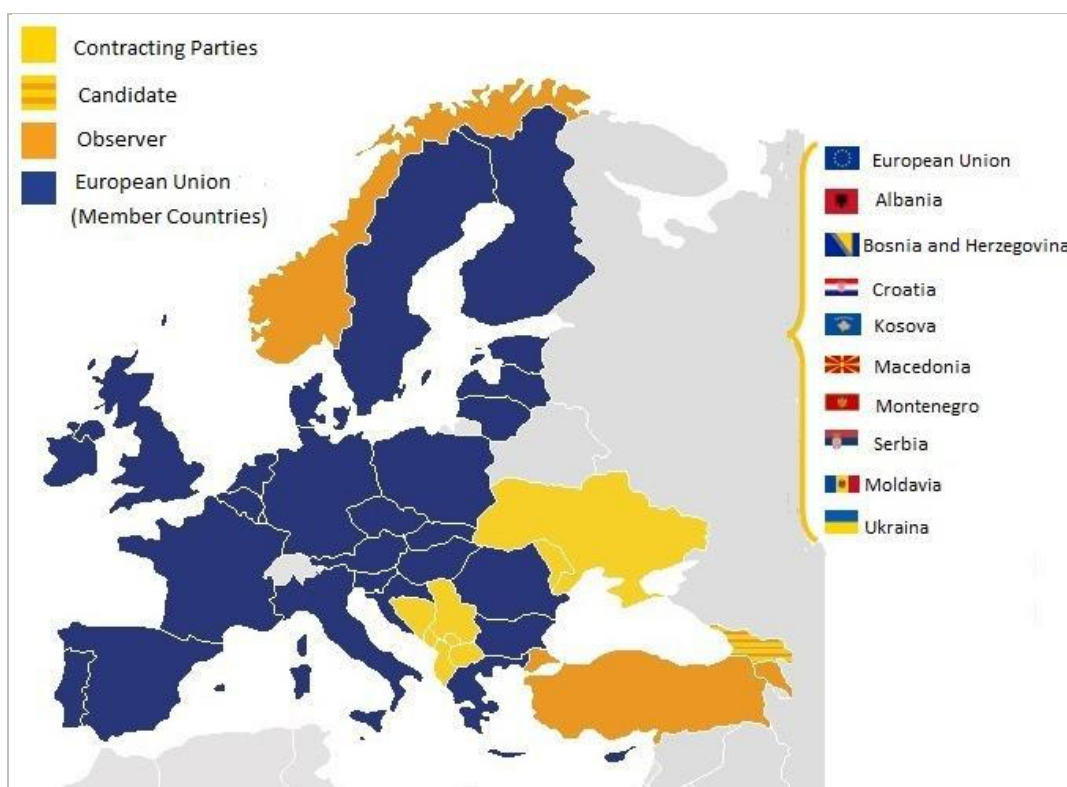 Contracting Parties
Candidate
Observer
European Union
(Member Countries)
European Union
Albania
Bosnia and Herzegovina
Croatia
Kosova
Macedonia
Montenegro
Serbia
Moldavia
Ukraina